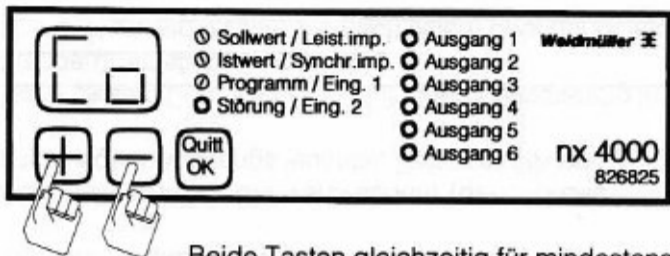 Co
Sollwert / Leist.imp.
Istwert / Synchr.imp.
Programm / Eing. 1
Störung / Eing. 2
Ausgang 1
Ausgang 2
Ausgang 3
Ausgang 4
Ausgang 5
Ausgang 6
Weidmüller
+
-
Quitt
OK
nx 4000
826825
Beide Tasten gleichzeitig für mindestens